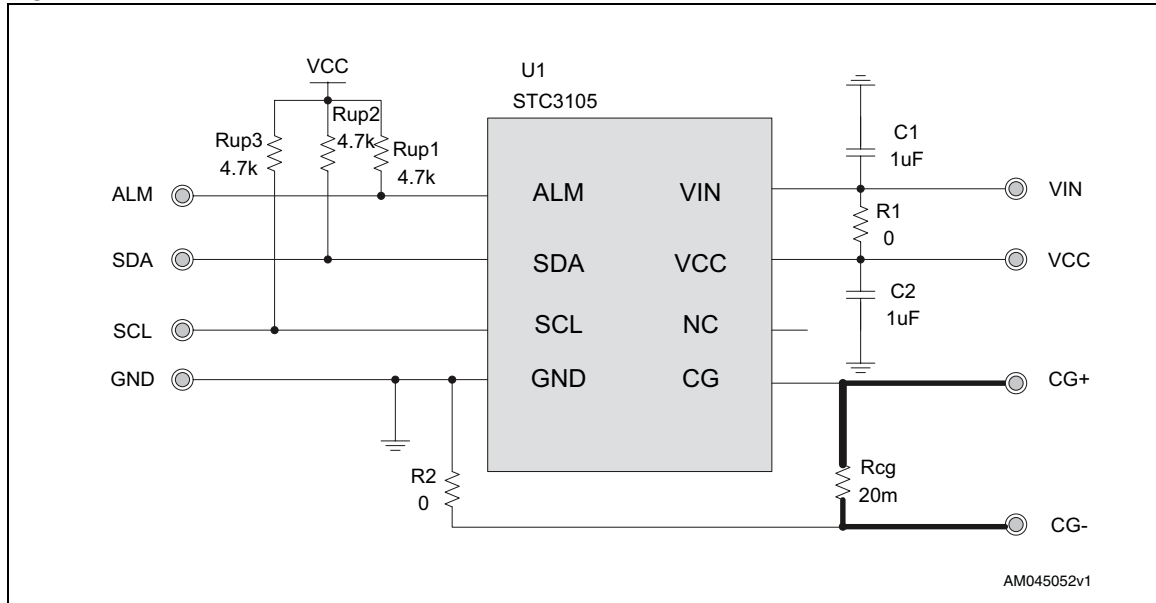 VCC
U1
STC3105
Rup3
4.7k
Rup2
4.7k
Rup1
4.7k
C1
1uF
ALM
ALM
VIN
VIN
R1
0
SDA
SDA
VCC
VCC
C2
1uF
SCL
SCL
NC
GND
GND
CG
CG+
R2
0
Rcg
20m
CG-
AM045052v1